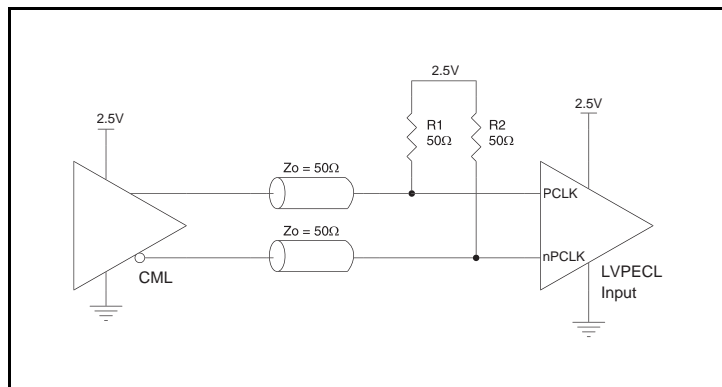 2.5V
2.5V
2.5V
R1
50Ω
R2
50Ω
Zo = 50Ω
PCLK
Zo = 50Ω
nPCLK
CML
LVPECL
Input